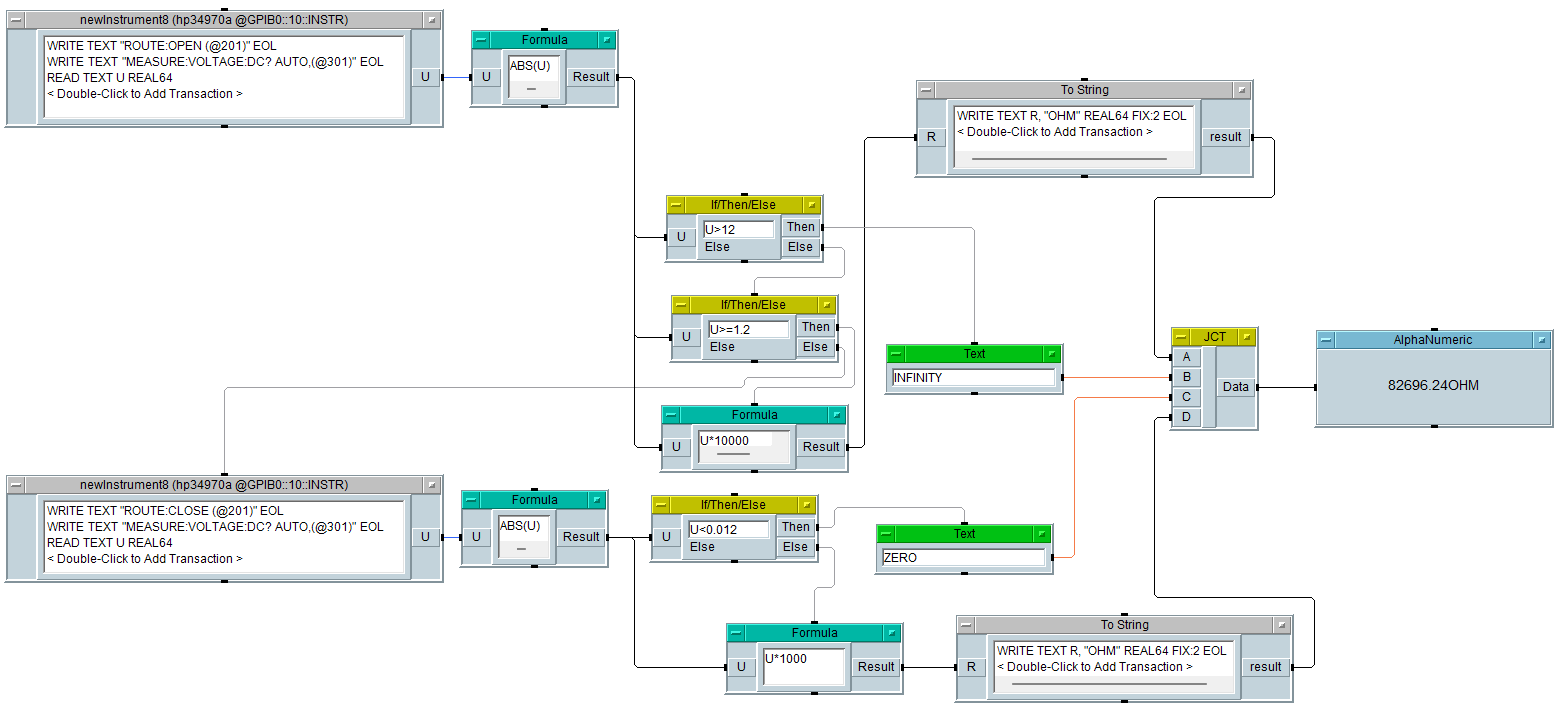 newInstrument8 (hp34970a @GPIB0::10::INSTR)
WRITE TEXT "ROUTE:OPEN (@201)" EOL
WRITE TEXT "MEASURE:VOLTAGE:DC? AUTO,(@301)" EOL
READ TEXT U REAL64
< Double-Click to Add Transaction >
U
Formula
U
ABS(U)
Result
To String
R
WRITE TEXT R, "OHM" REAL64 FIX:2 EOL
< Double-Click to Add Transaction >
result
If/Then/Else
U
U>12
Else
Then
Else
If/Then/Else
U
U>=1.2
Else
Then
Else
Formula
U
U*10000
Result
Text
INFINITY
JCT
A
B
C
D
Data
AlphaNumeric
82696.24OHM
newInstrument8 (hp34970a @GPIB0::10::INSTR)
WRITE TEXT "ROUTE:CLOSE (@201)" EOL
WRITE TEXT "MEASURE:VOLTAGE:DC? AUTO,(@301)" EOL
READ TEXT U REAL64
< Double-Click to Add Transaction >
U
Formula
U
ABS(U)
Result
If/Then/Else
U
U<0.012
Else
Then
Else
Text
ZERO
Formula
U
U*1000
Result
To String
R
WRITE TEXT R, "OHM" REAL64 FIX:2 EOL
< Double-Click to Add Transaction >
result